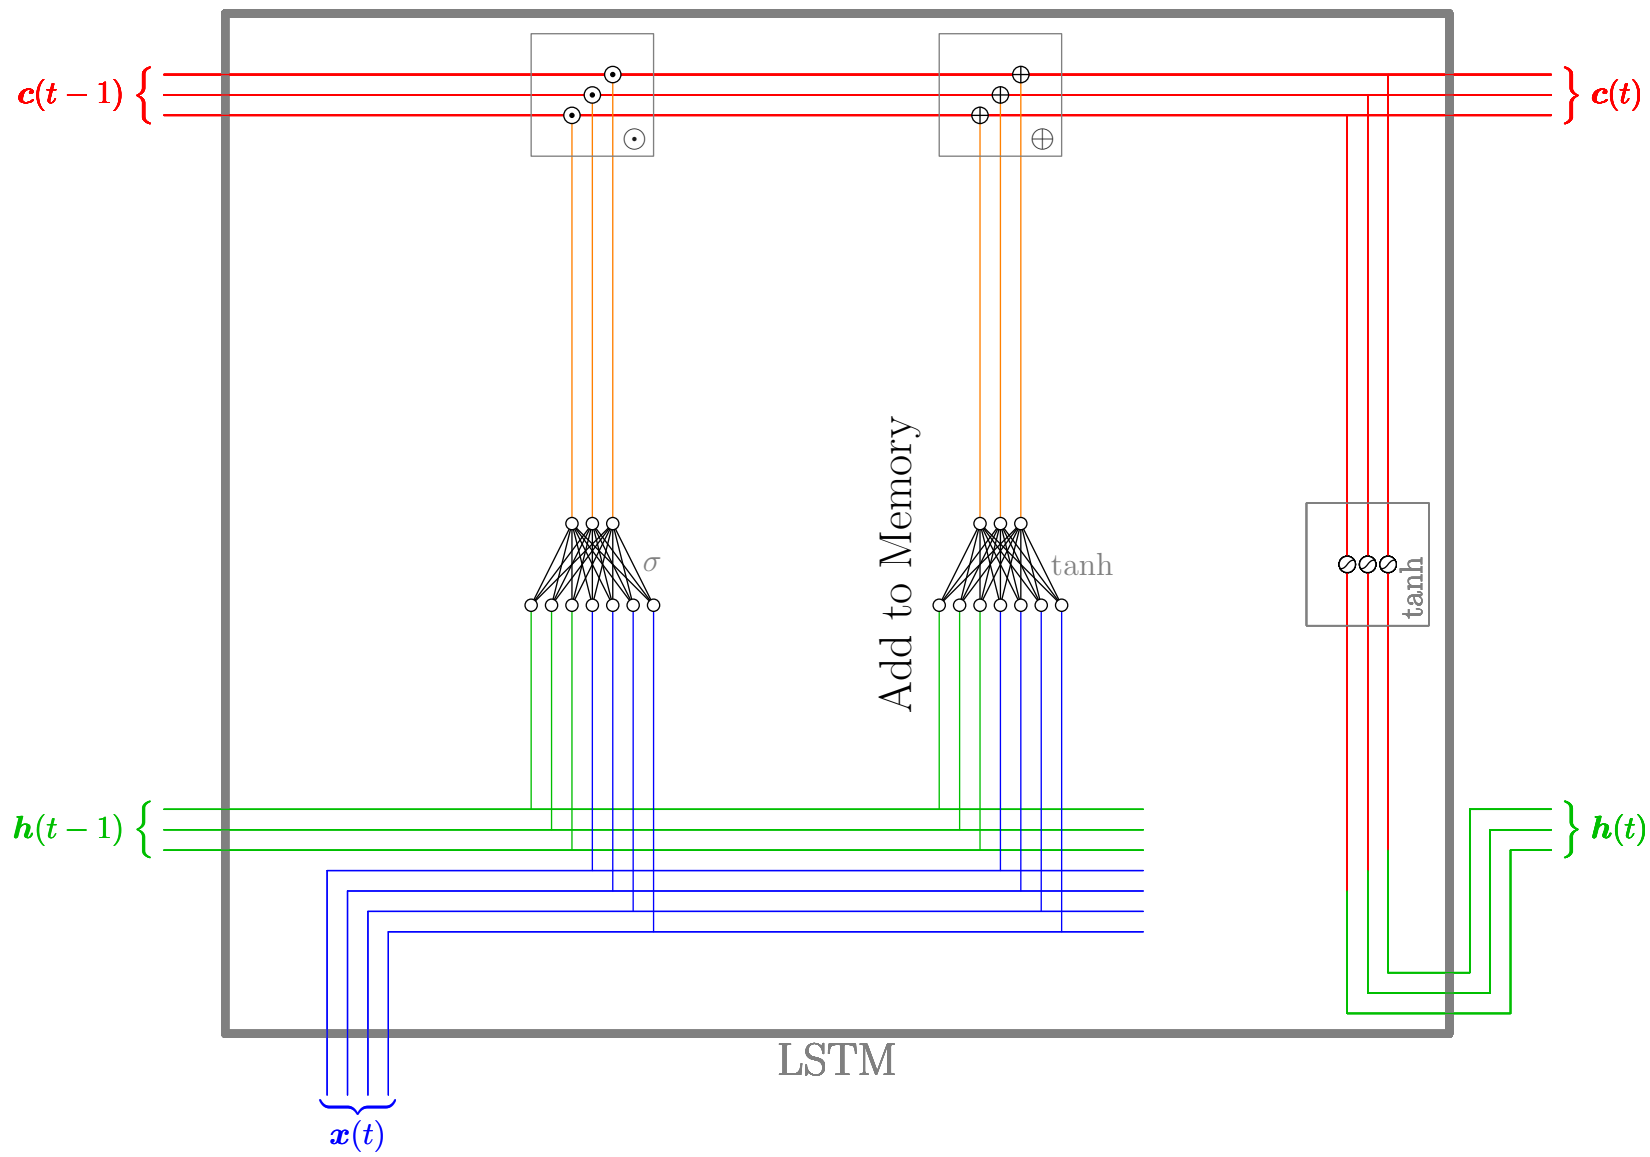 c(t − 1)
c(t)
Add to Memory
σ
tanh
tanh
h(t − 1)
h(t)
LSTM
x(t)